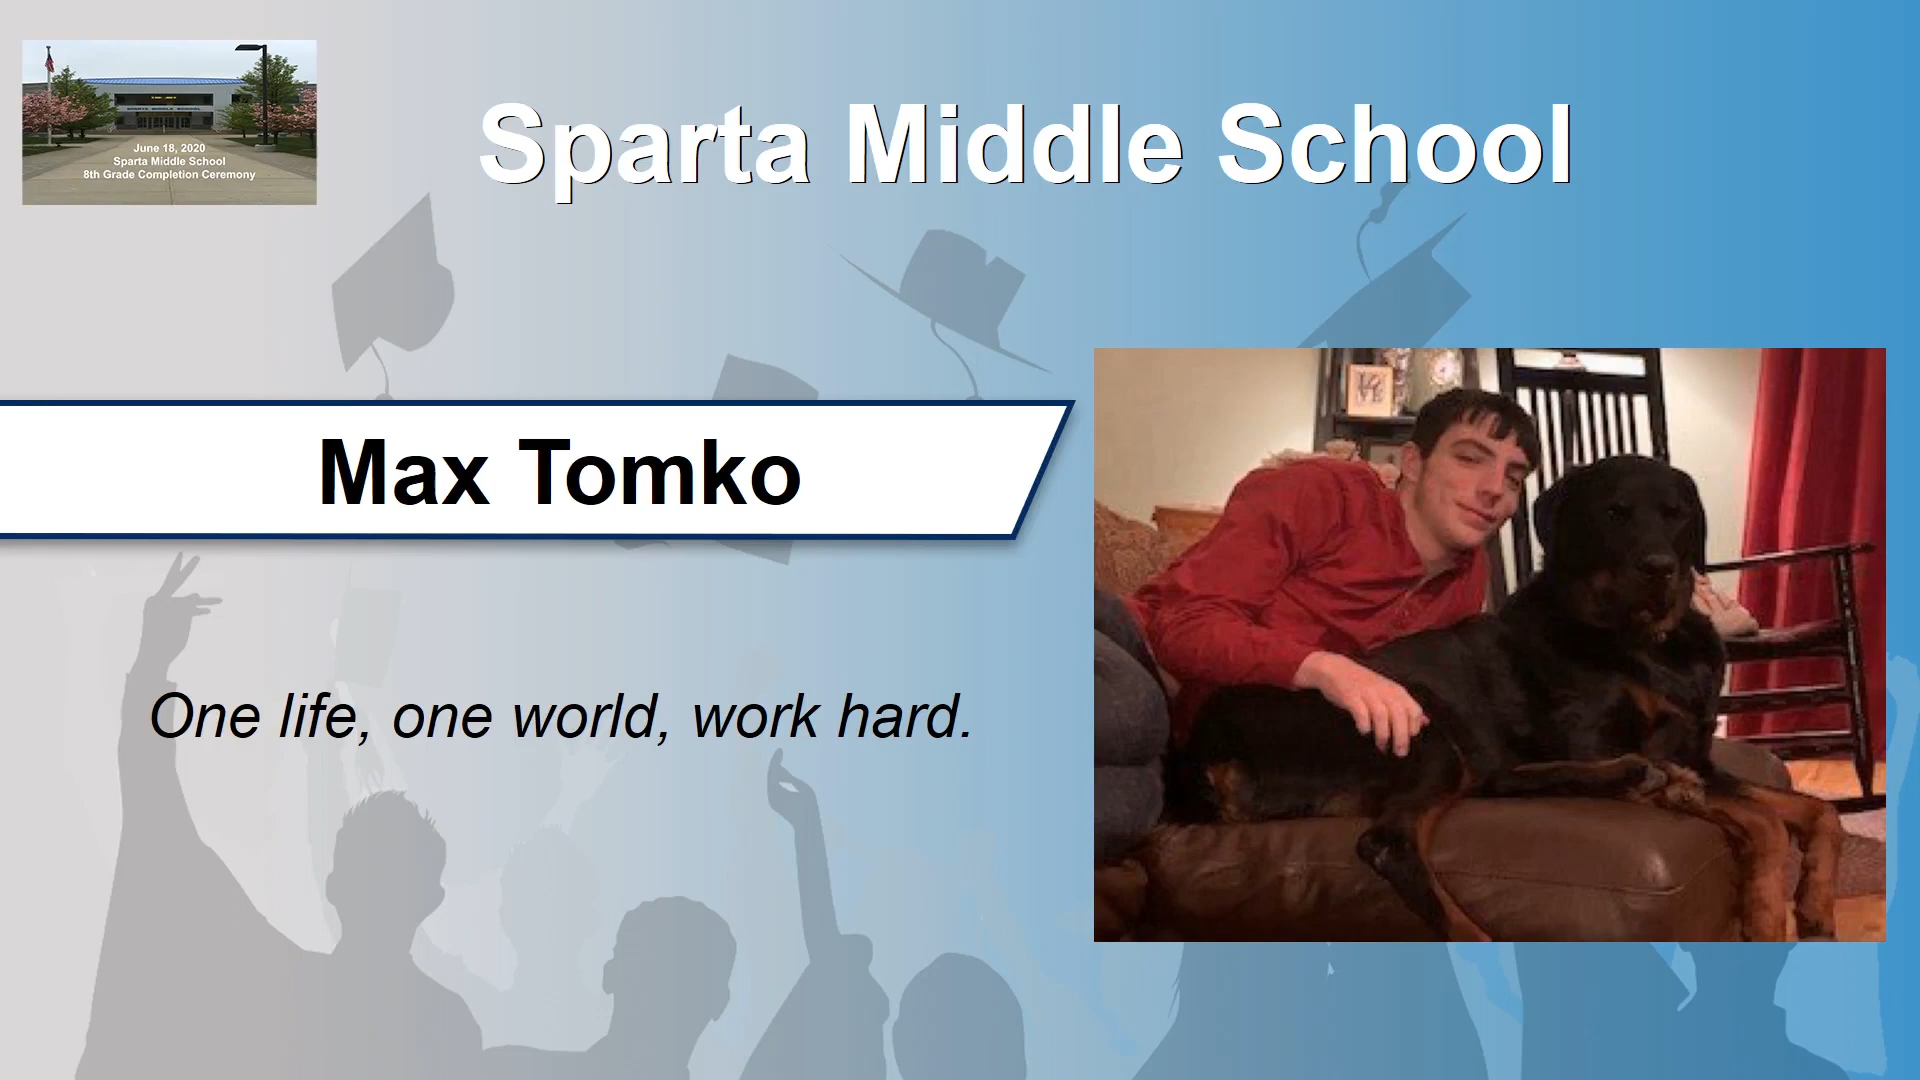 June 18, 2020
Sparta Middle School
8th Grade Completion Ceremony
Sparta Middle School
Max Tomko
One life, one world, work hard.